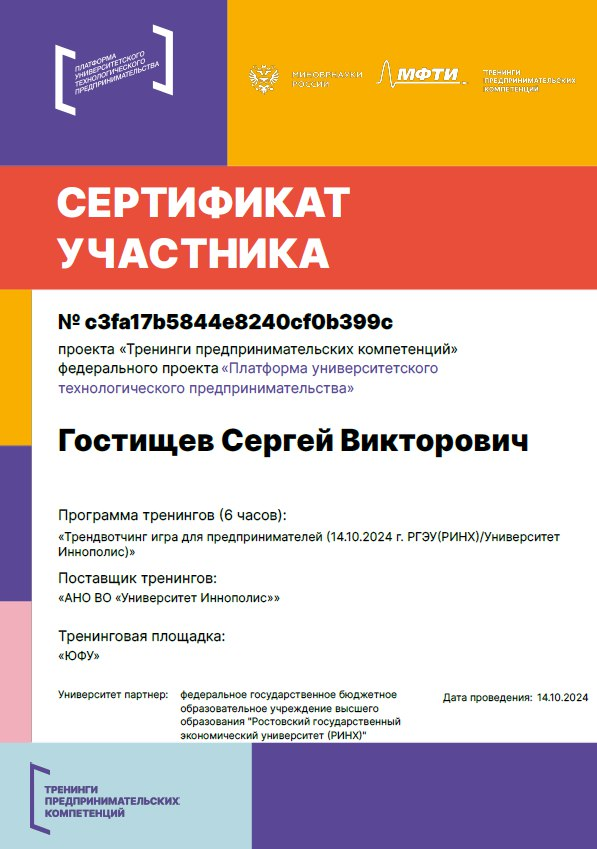 ПЛАТФОРМА
УНИВЕРСИТЕТСКОГО
ТЕХНОЛОГИЧЕСКОГО
ПРЕДПРИНИМАТЕЛЬСТВА
МИНОБРНАУКИ
РОССИИ
МФТИ
ТРЕНИНГИ
ПРЕДПРИНИМАТЕЛЬСКИХ
КОМПЕТЕНЦИЙ
СЕРТИФИКАТ
УЧАСТНИКА
№ c3fa17b5844e8240cf0b399c
проекта «Тренинги предпринимательских компетенций»
федерального проекта «Платформа университетского
технологического предпринимательства»
Гостищев Сергей Викторович
Программа тренингов (6 часов):
«Трендвотчинг игра для предпринимателей (14.10.2024 г. РГЭУ(РИНХ)/Университет
Иннополис)»
Поставщик тренингов:
«АНО ВО «Университет Иннополис»»
Тренинговая площадка:
«ЮФУ»
Университет партнер:
федеральное государственное бюджетное
образовательное учреждение высшего
образования "Ростовский государственный
экономический университет (РИНХ)"
Дата проведения: 14.10.2024
ТРЕНИНГИ
ПРЕДПРИНИМАТЕЛЬСКИХ
КОМПЕТЕНЦИЙ